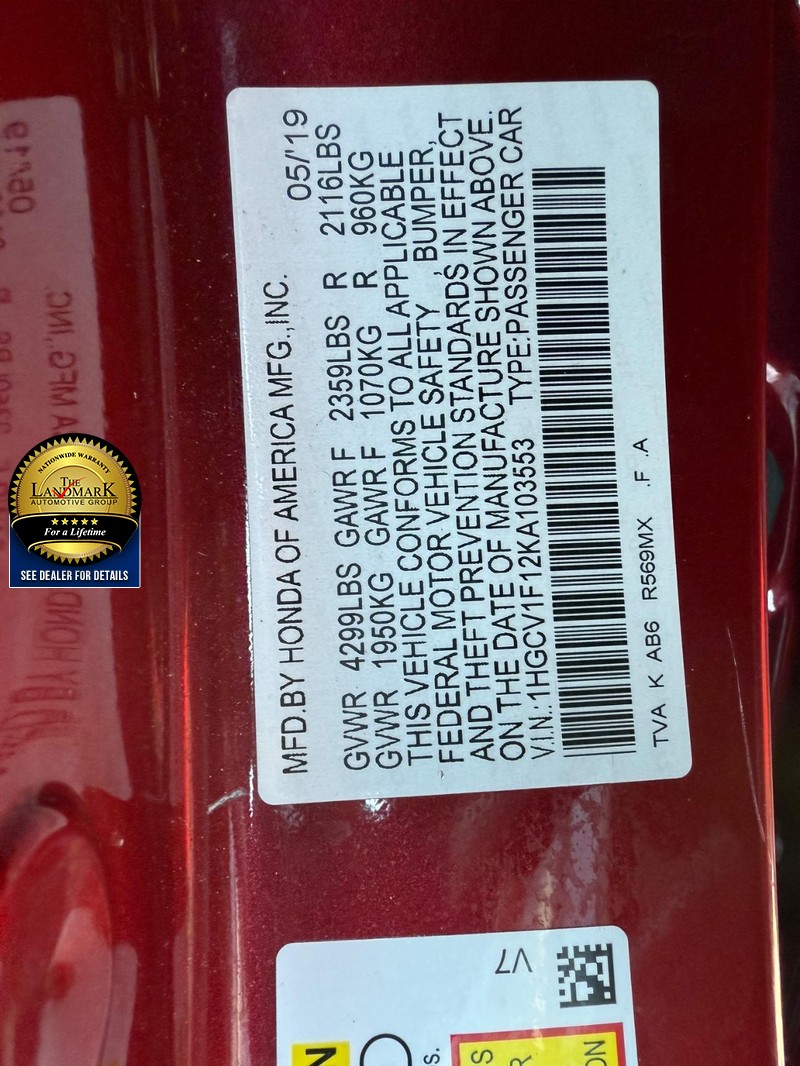 MFD.BY HONDA OF AMERICA MFG.,INC. 05/'19
GVWR 4299LBS GAWR F 2359LBS R 2116LBS
GVWR 1950KG GAWR F 1070KG R 960KG
THIS VEHICLE CONFORMS TO ALL APPLICABLE
FEDERAL MOTOR VEHICLE SAFETY , BUMPER,
AND THEFT PREVENTION STANDARDS IN EFFECT
ON THE DATE OF MANUFACTURE SHOWN ABOVE.
V.I.N.:1HGCV1F12KA103553 TYPE:PASSENGER CAR
TVA K AB6 R569MX .F .A
NATIONWIDE WARRANTY
THE
LANDMARK
AUTOMOTIVE GROUP
For a Lifetime
SEE DEALER FOR DETAILS
V7